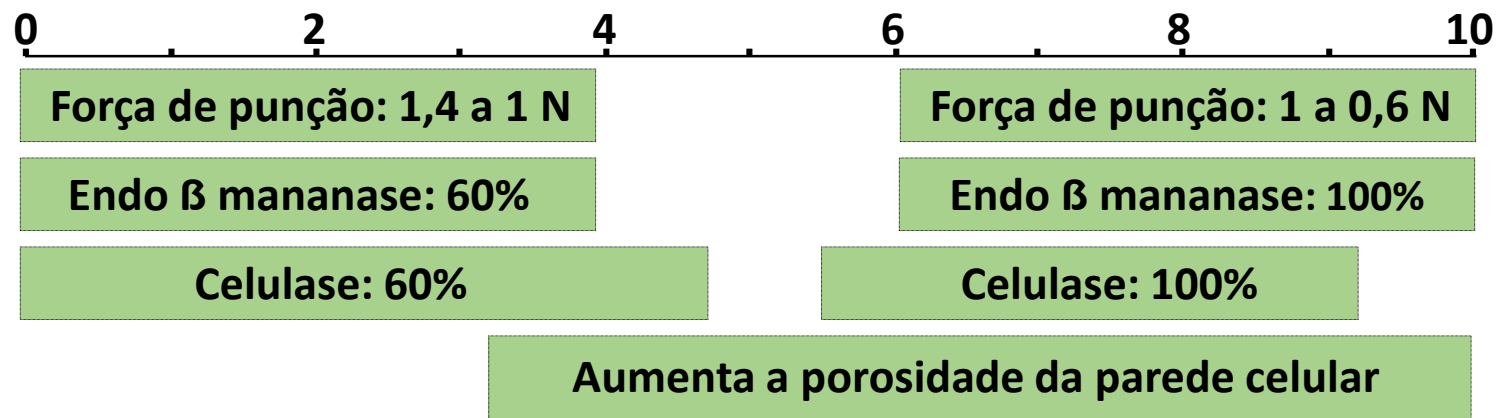 0 2 4 6 8 10
Força de punção: 1,4 a 1 N
Força de punção: 1 a 0,6 N
Endo ß mananase: 60%
Endo ß mananase: 100%
Celulase: 60%
Celulase: 100%
Aumenta a porosidade da parede celular